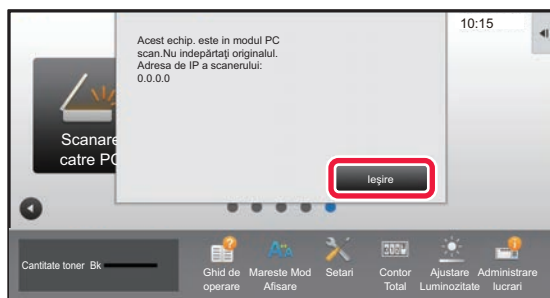 10:15
Acest echip. este in modul PC
scan.Nu indepărtaţi originalul.
Adresa de IP a scanerului:
0.0.0.0
Scanare
catre PC
Ieşire
Cantitate toner Bk
Ghid de
operare
Mareste Mod
Afisare
Setari
Contor
Total
Ajustare
Luminozitate
Administrare
lucrari